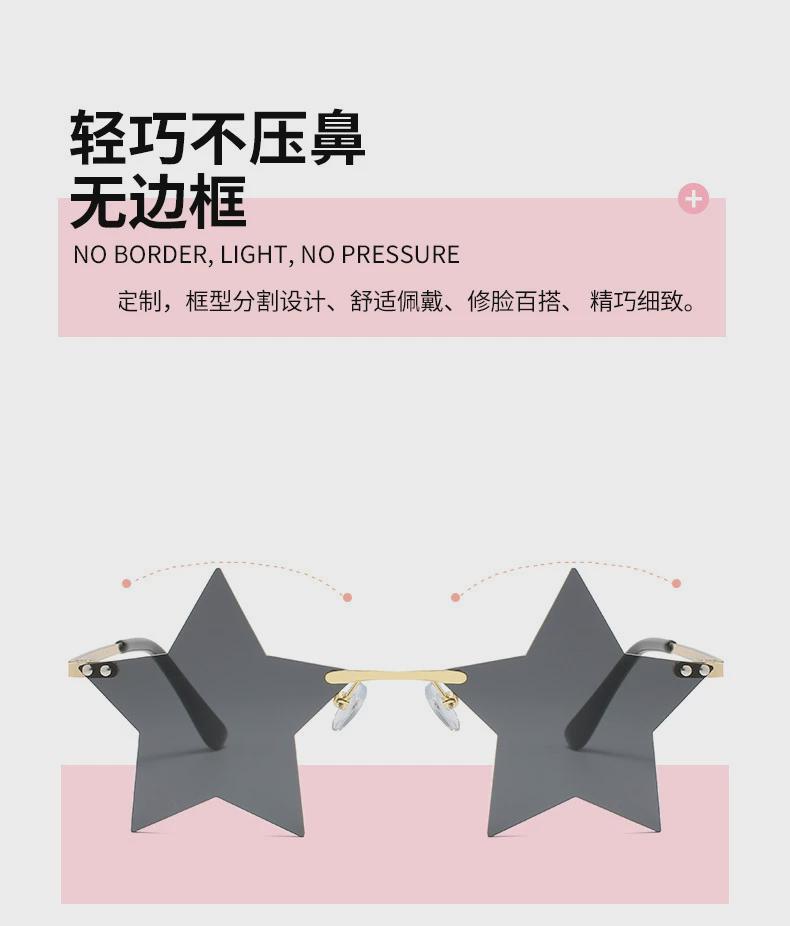 轻巧不压鼻
无边框
NO BORDER, LIGHT, NO PRESSURE
定制，框型分割设计、舒适佩戴、修脸百搭、 精巧细致。